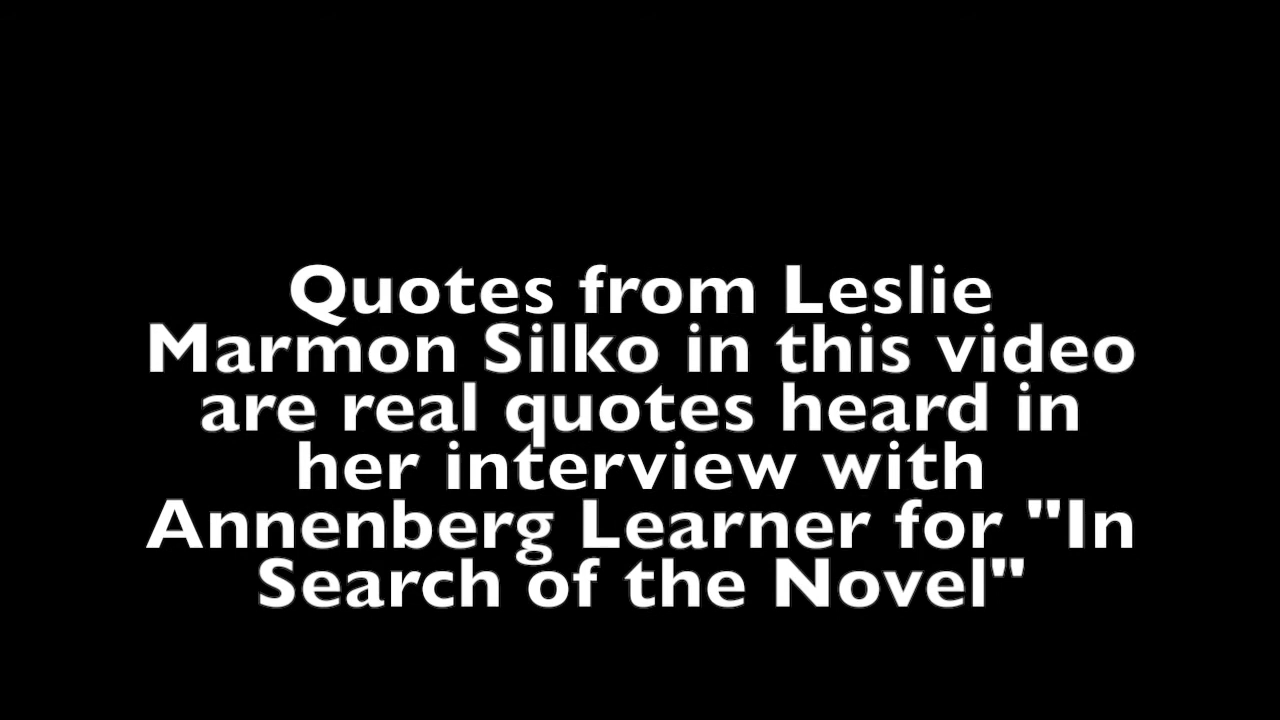 Quotes from Leslie
Marmon Silko in this video
are real quotes heard in
her interview with
Annenberg Learner for "In
Search of the Novel"